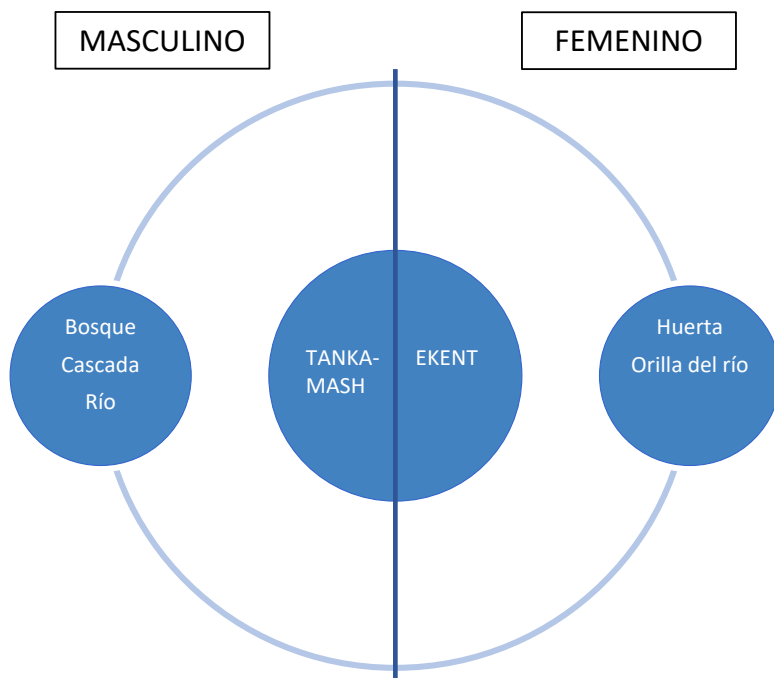 MASCULINO
FEMENINO
Bosque
Cascada
Río
TANKA-
MASH
EKENT
Huerta
Orilla del río